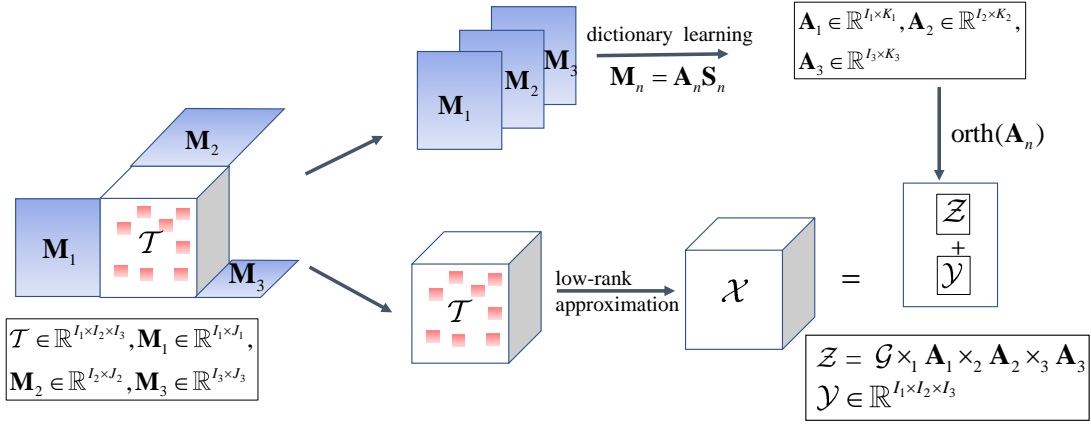 M₂
M₁
𝒯
M₃
𝒯 ∈ ℝ^{I₁×I₂×I₃}, M₁ ∈ ℝ^{I₁×J₁},
M₂ ∈ ℝ^{I₂×J₂}, M₃ ∈ ℝ^{I₃×J₃}
M₃
M₂
M₁
dictionary learning
Mₙ = AₙSₙ
A₁ ∈ ℝ^{I₁×K₁}, A₂ ∈ ℝ^{I₂×K₂},
A₃ ∈ ℝ^{I₃×K₃}
orth(Aₙ)
𝒯
low-rank
approximation
𝒳
=
𝒵
+
𝒴
𝒵 = 𝒢 ×₁ A₁ ×₂ A₂ ×₃ A₃
𝒴 ∈ ℝ^{I₁×I₂×I₃}